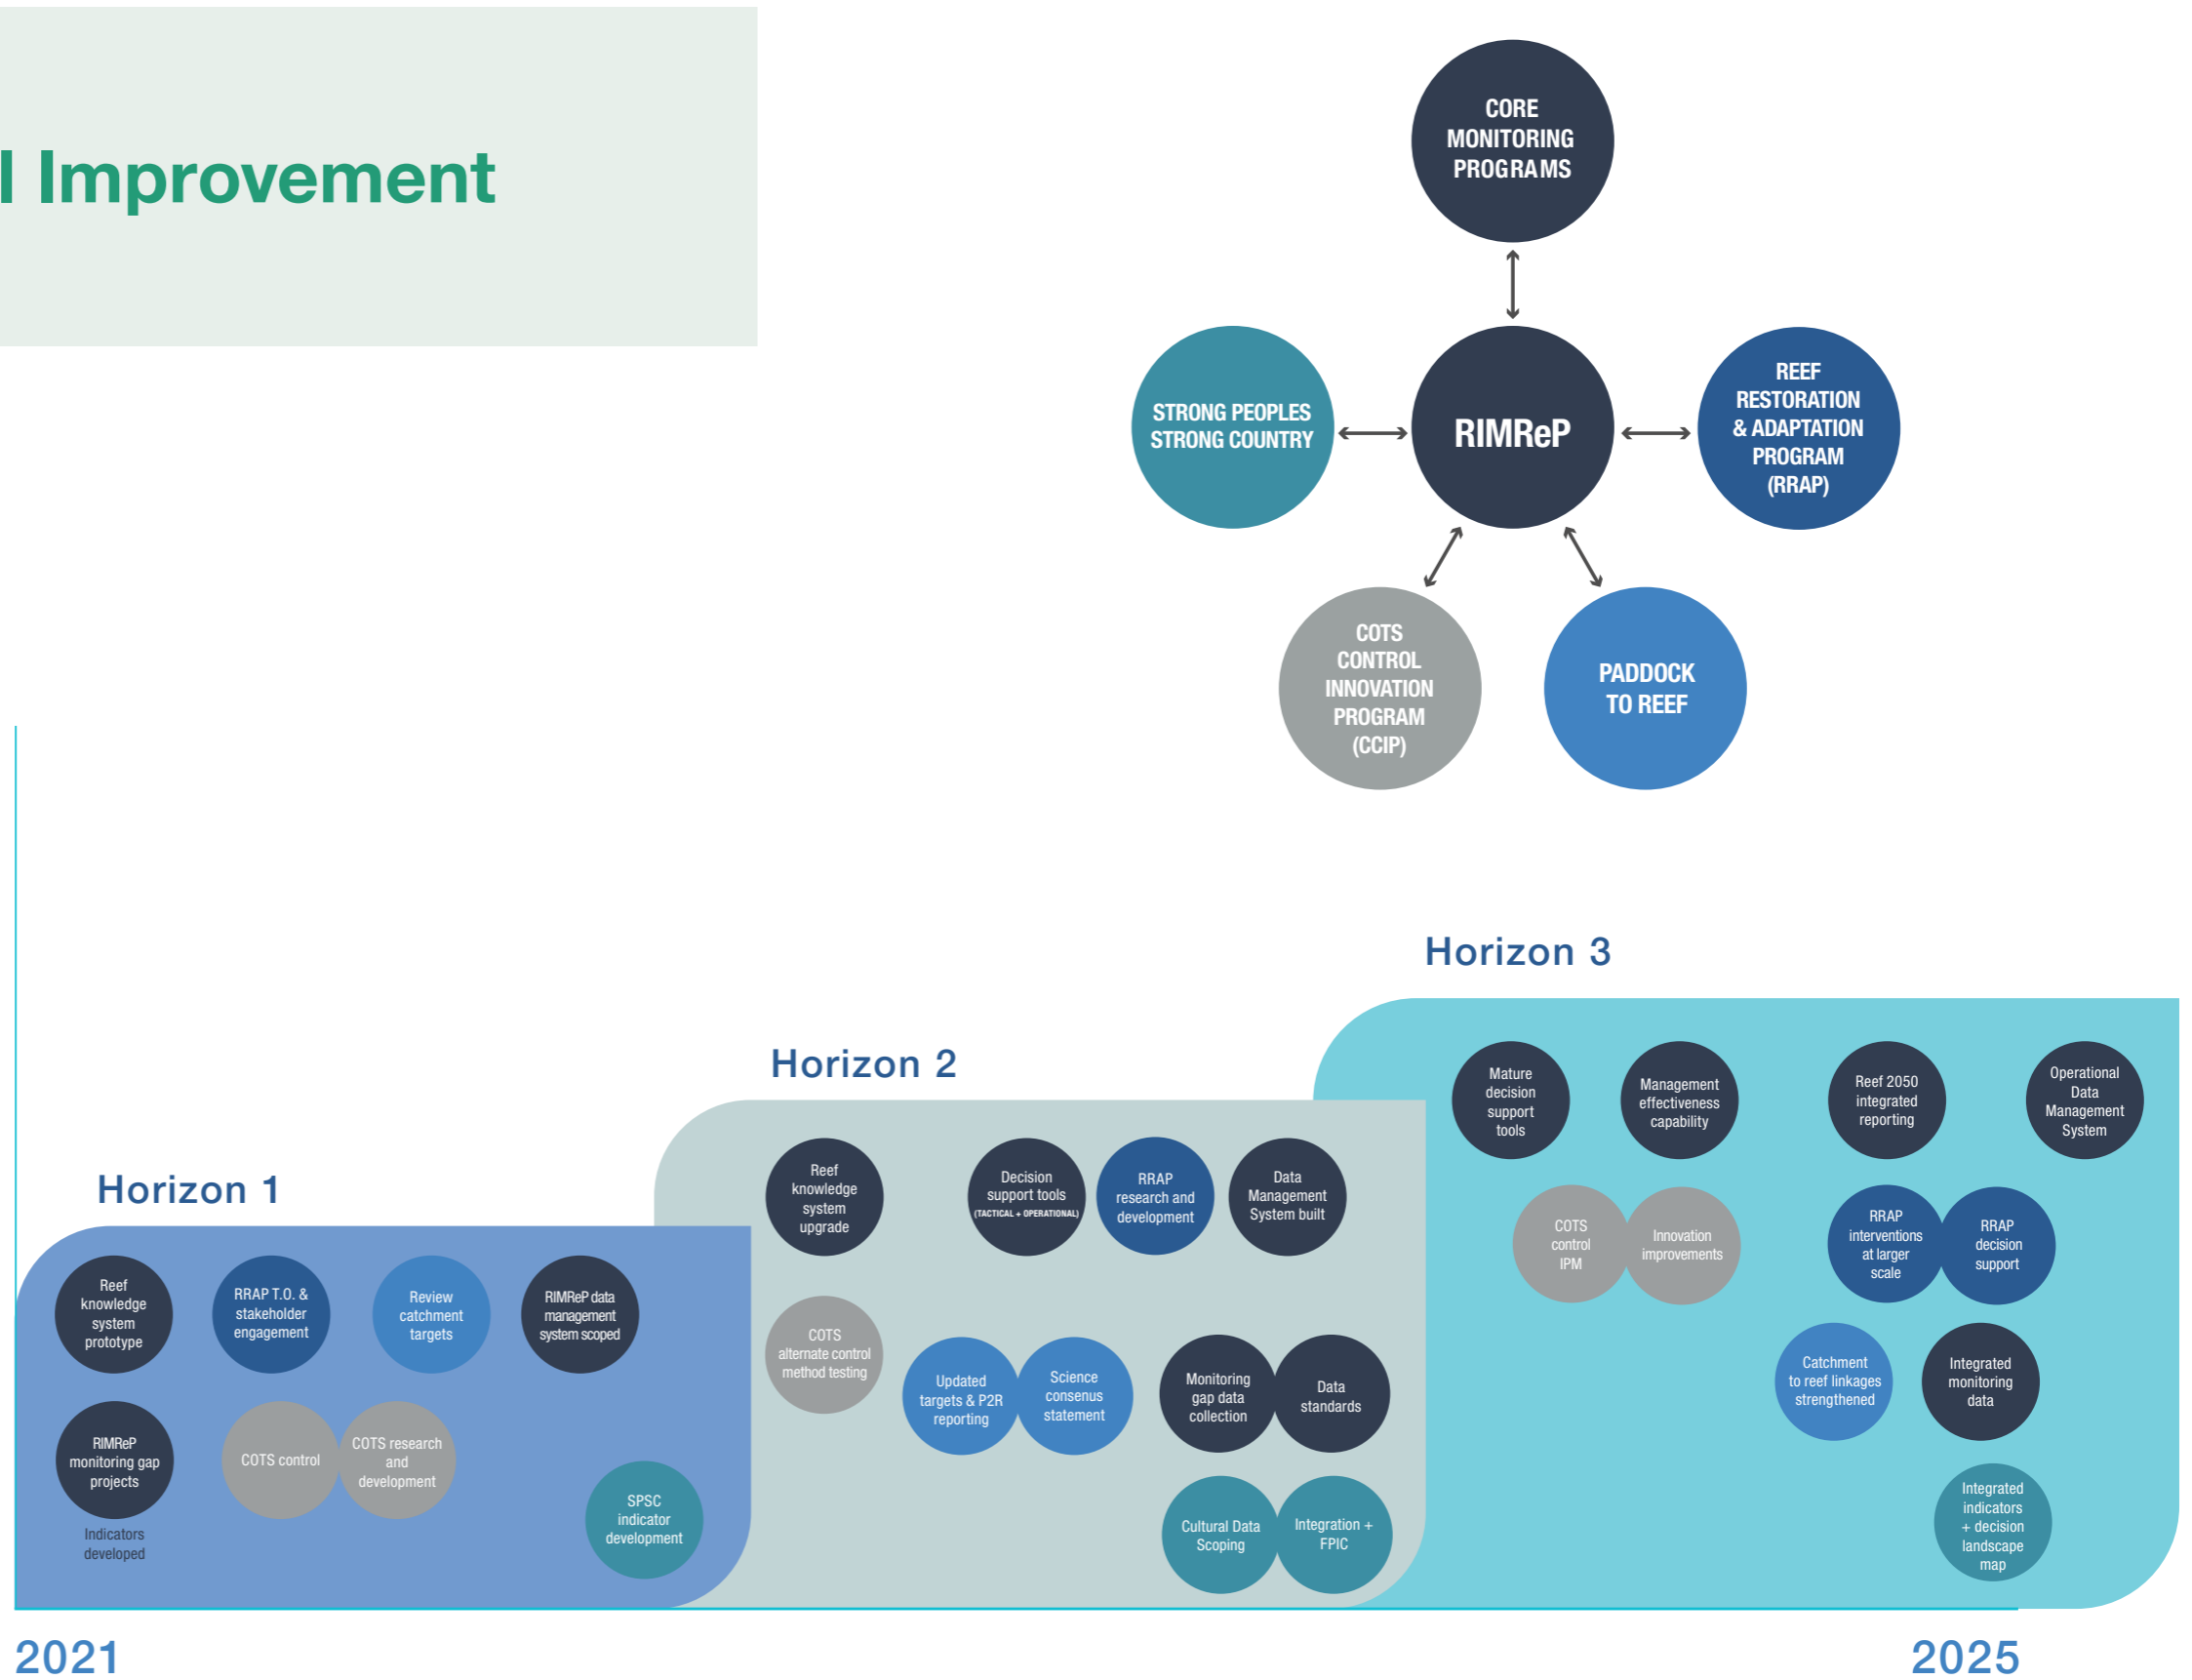 l Improvement
CORE
MONITORING
PROGRAMS
STRONG PEOPLES
STRONG COUNTRY
RIMReP
REEF
RESTORATION
& ADAPTATION
PROGRAM
(RRAP)
COTS
CONTROL
INNOVATION
PROGRAM
(CCIP)
PADDOCK
TO REEF
Horizon 1
Reef
knowledge
system
prototype
RRAP T.O. &
stakeholder
engagement
Review
catchment
targets
RIMReP data
management
system scoped
RIMReP
monitoring gap
projects
Indicators
developed
COTS control
COTS research
and
development
SPSC
indicator
development
Horizon 2
Reef
knowledge
system
upgrade
Decision
support tools
(TACTICAL + OPERATIONAL)
RRAP
research and
development
Data
Management
System built
COTS
alternate control
method testing
Updated
targets & P2R
reporting
Science
consenus
statement
Monitoring
gap data
collection
Data
standards
Cultural Data
Scoping
Integration +
FPIC
Horizon 3
Mature
decision
support
tools
Management
effectiveness
capability
Reef 2050
integrated
reporting
Operational
Data
Management
System
COTS
control
IPM
Innovation
improvements
RRAP
interventions
at larger
scale
RRAP
decision
support
Catchment
to reef linkages
strengthened
Integrated
monitoring
data
Integrated
indicators
+ decision
landscape
map
2021
2025